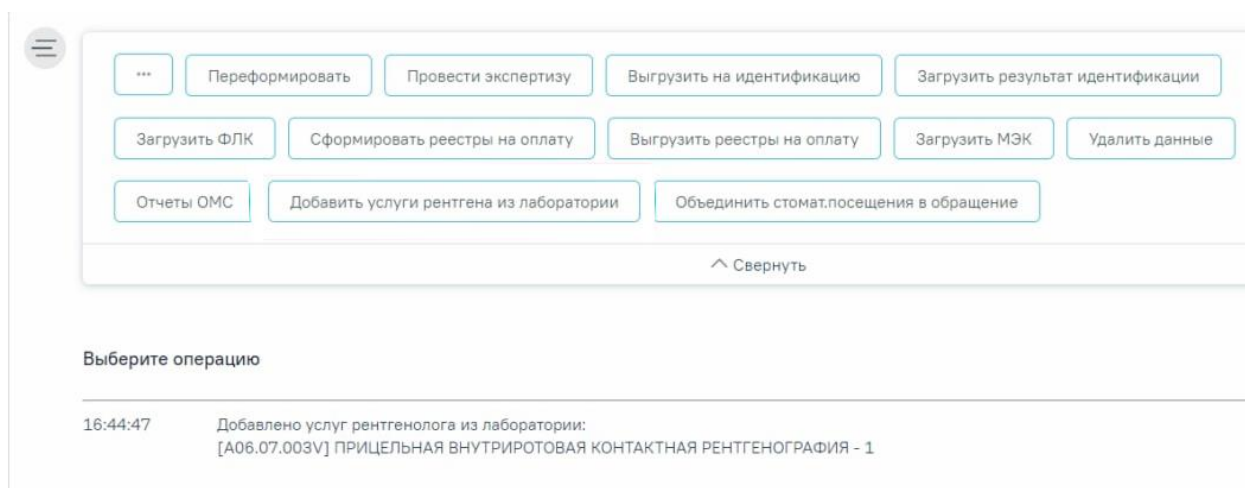 ... Переформировать Провести экспертизу Выгрузить на идентификацию Загрузить результат идентификации
Загрузить ФЛК Сформировать реестры на оплату Выгрузить реестры на оплату Загрузить МЭК Удалить данные
Отчеты ОМС Добавить услуги рентгена из лаборатории Объединить стомат.посещения в обращение
Свернуть
Выберите операцию
16:44:47 Добавлено услуг рентгенолога из лаборатории:
[A06.07.003V] ПРИЦЕЛЬНАЯ ВНУТРИРОТОВАЯ КОНТАКТНАЯ РЕНТГЕНОГРАФИЯ - 1